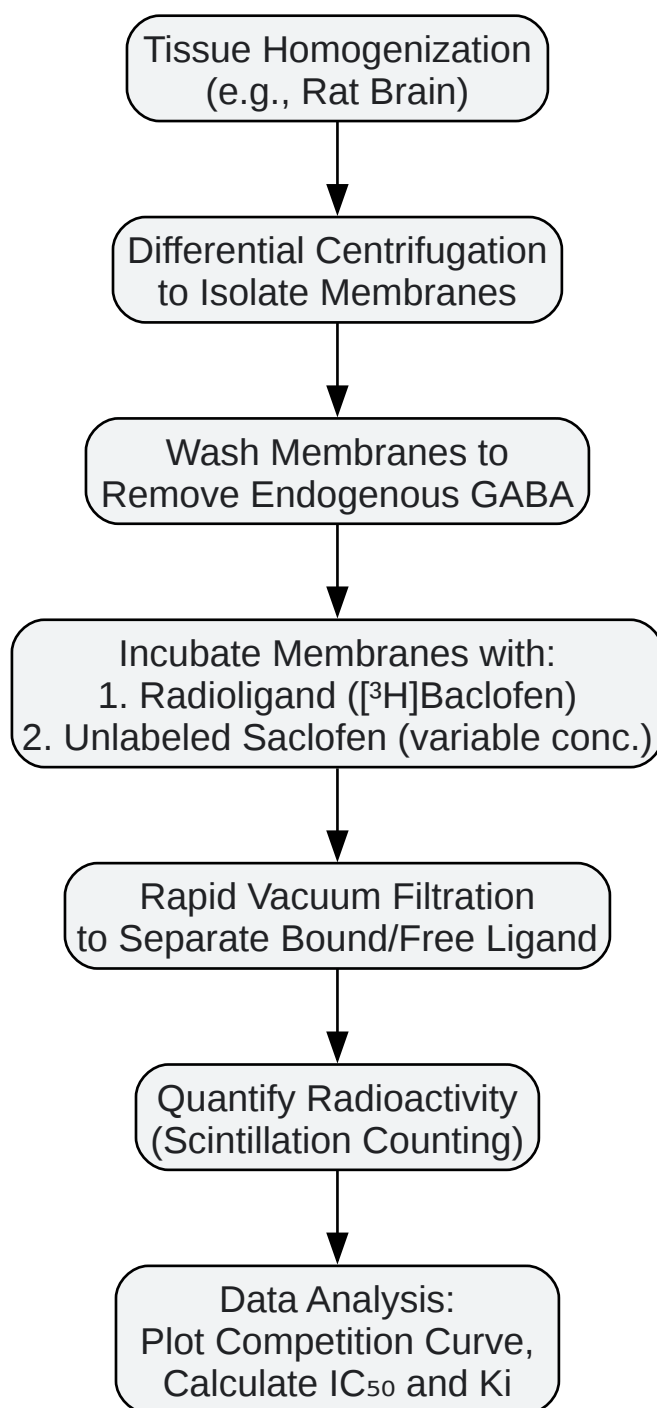 Tissue Homogenization
(e.g., Rat Brain)
Differential Centrifugation
to Isolate Membranes
Wash Membranes to
Remove Endogenous GABA
Incubate Membranes with:
1. Radioligand ([³H]Baclofen)
2. Unlabeled Saclofen (variable conc.)
Rapid Vacuum Filtration
to Separate Bound/Free Ligand
Quantify Radioactivity
(Scintillation Counting)
Data Analysis:
Plot Competition Curve,
Calculate IC₅₀ and Ki